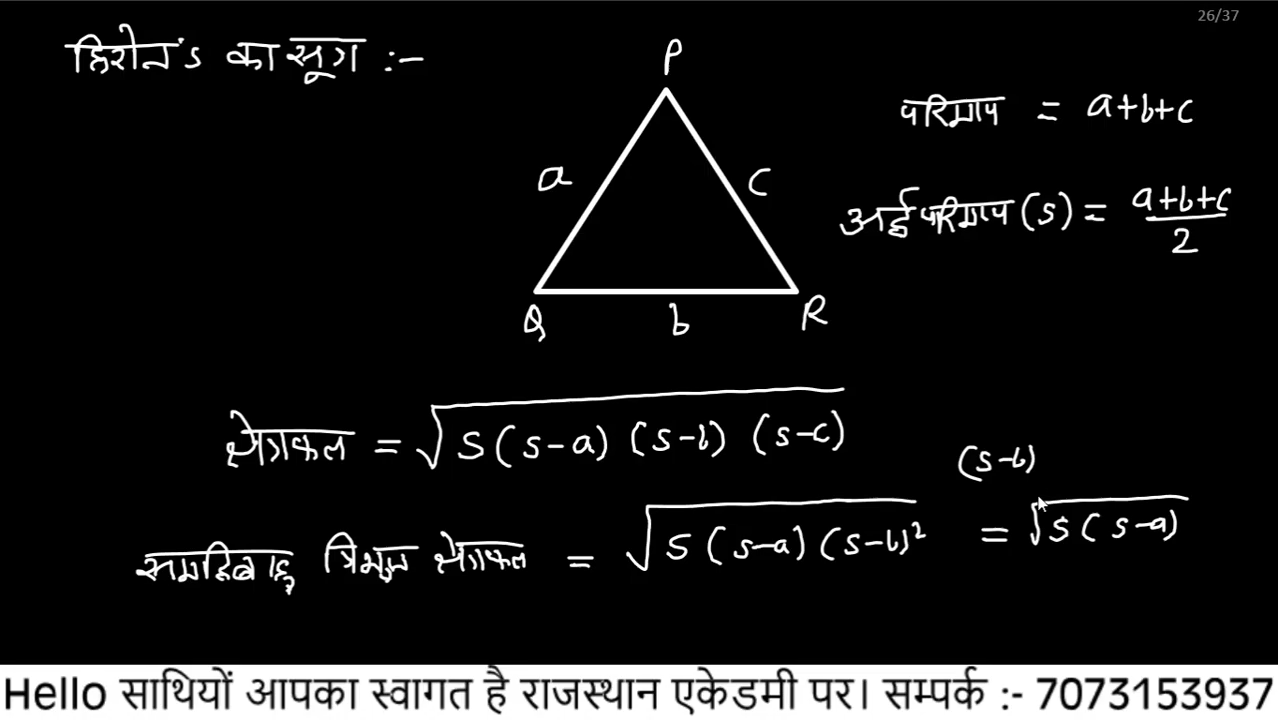 26/37
हिरोन's का सूत्र :-
P
परिमाप = a+b+c
a
c
अर्द्धपरिमाप (s) = a+b+c / 2
Q
b
R
क्षेत्रफल = √S(s-a) (s-b) (s-c)
(s-b)
समद्विबाहु त्रिभुज क्षेत्रफल = √S(s-a)(s-b)² = √S(s-a)
Hello साथियों आपका स्वागत है राजस्थान एकेडमी पर। सम्पर्क :- 7073153937